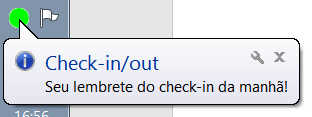 Check-in/out
Seu lembrete do check-in da manhã!
16:56